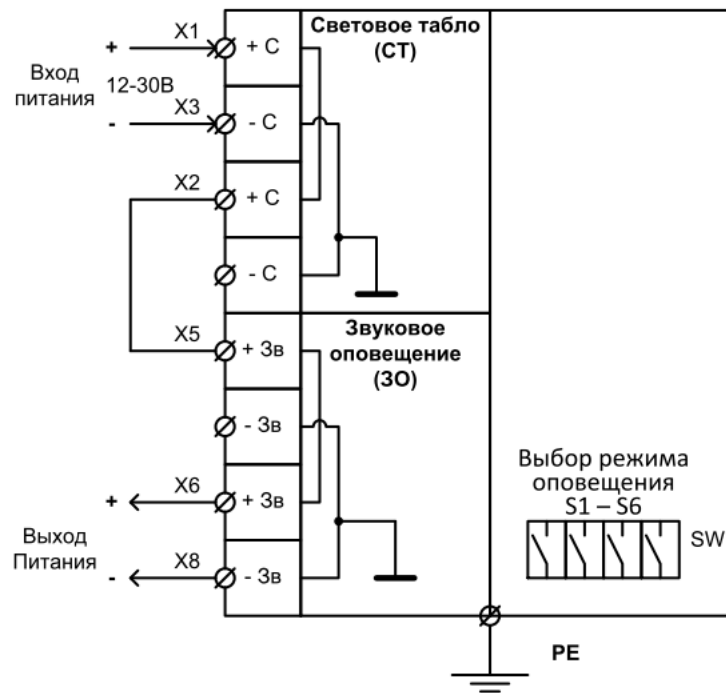 X1
+ С
Световое табло
(СТ)
+
Вход
питания
12-30В
X3
-
- С
X2
+ С
- С
X5
+ Зв
Звуковое
оповещение
(ЗО)
- Зв
Выбор режима
оповещения
S1 – S6
SW
X6
+
+ Зв
Выход
Питания
X8
-
- Зв
PE